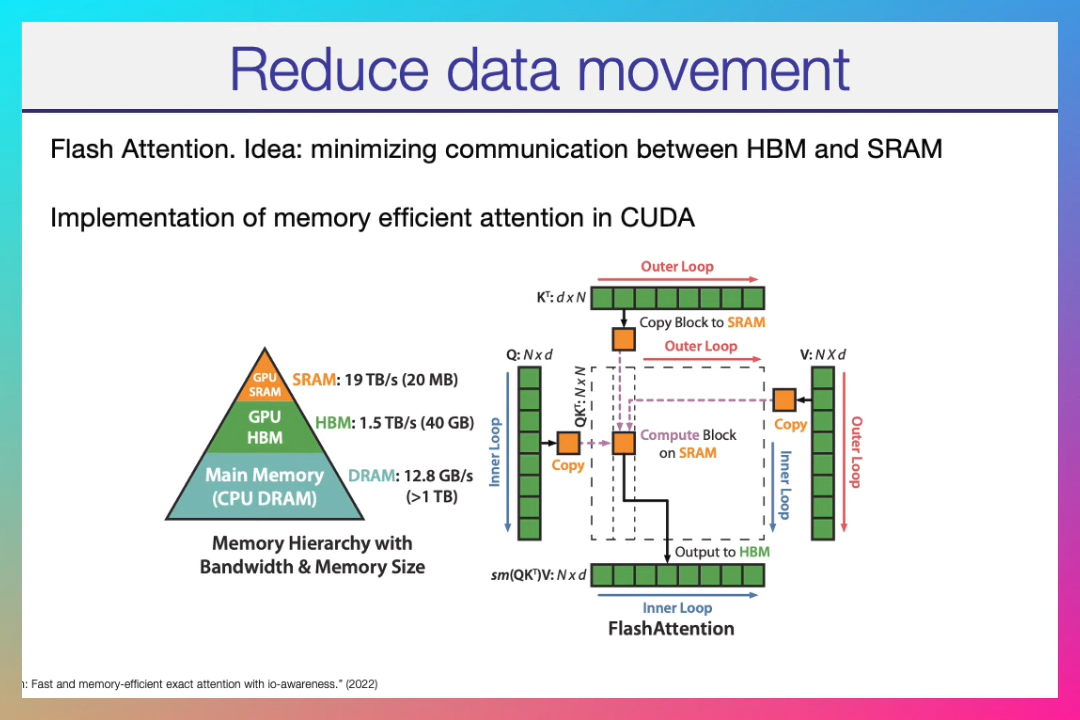 Reduce data movement
Flash Attention. Idea: minimizing communication between HBM and SRAM
Implementation of memory efficient attention in CUDA
GPU
SRAM
SRAM: 19 TB/s (20 MB)
GPU
HBM
HBM: 1.5 TB/s (40 GB)
Main Memory
(CPU DRAM)
DRAM: 12.8 GB/s
(>1 TB)
Memory Hierarchy with
Bandwidth & Memory Size
Outer Loop
Kᵀ: d x N
Copy Block to SRAM
Outer Loop
Q: N x d
V: N X d
QKᵀ: N x N
Inner Loop
Copy
Compute Block
on SRAM
Copy
Inner Loop
Outer Loop
Output to HBM
sm(QKᵀ)V: N x d
Inner Loop
FlashAttention
: Fast and memory-efficient exact attention with io-awareness.” (2022)